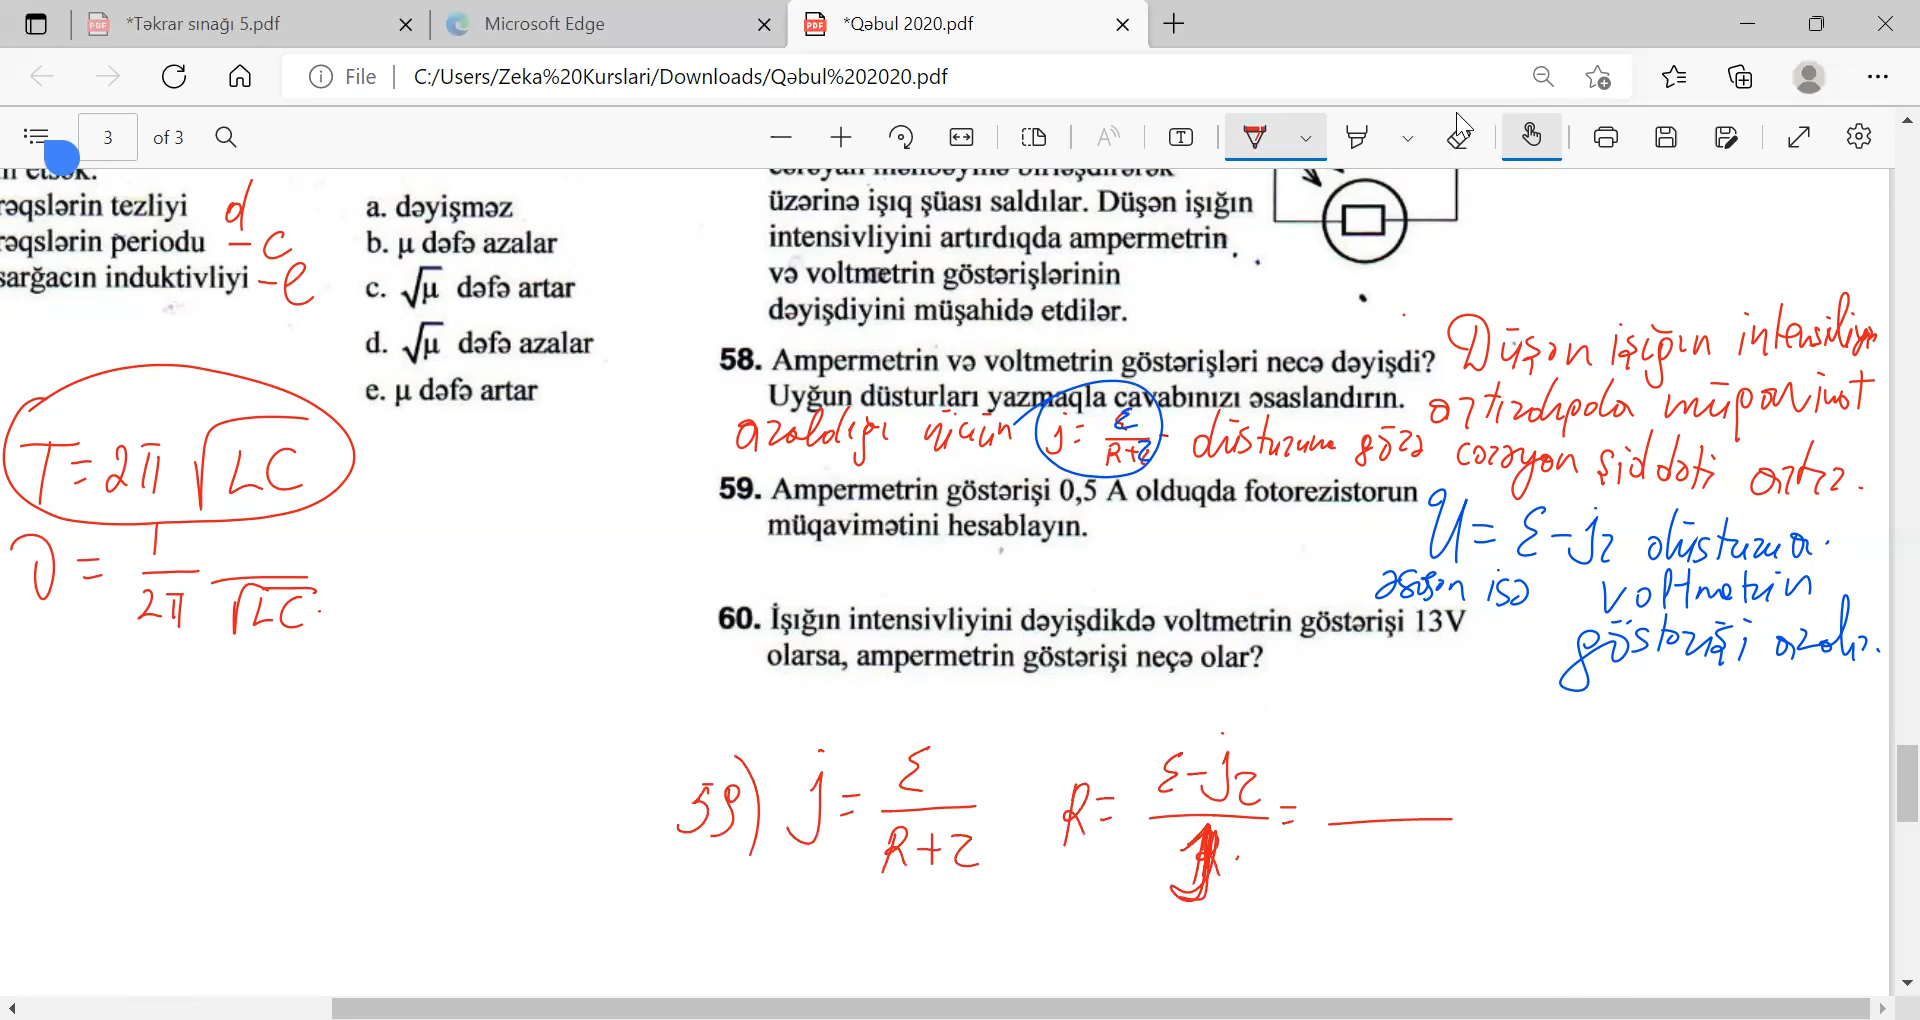 *Təkrar sınağı 5.pdf
Microsoft Edge
*Qəbul 2020.pdf
File
C:/Users/Zeka%20Kurslari/Downloads/Qəbul%202020.pdf
3 of 3
rəqslərin tezliyi d
rəqslərin periodu – c
sarğacın induktivliyi – e
a. dəyişməz
b. μ dəfə azalar
c. √μ dəfə artar
d. √μ dəfə azalar
e. μ dəfə artar
T = 2π √LC
ν = 1/2π √LC
üzərinə işıq şüası saldılar. Düşən işığın
intensivliyini artırdıqda ampermetrin
və voltmetrin göstərişlərinin
dəyişdiyini müşahidə etdilər.
58. Ampermetrin və voltmetrin göstərişləri necə dəyişdi?
Uyğun düsturları yazmaqla cavabınızı əsaslandırın.
Düşən işığın
artırdıqda müqavimət
azaldığı üçün J = ε/R+r düsturuna görə cərəyan şiddəti artır.
U = ε – Jr düsturuna
əsasən isə voltmetrin
göstərişi azalır.
59. Ampermetrin göstərişi 0,5 A olduqda fotorezistorun
müqavimətini hesablayın.
60. İşığın intensivliyini dəyişdikdə voltmetrin göstərişi 13V
olarsa, ampermetrin göstərişi neçə olar?
59) J = ε/R+r R = ε–Jr/J =